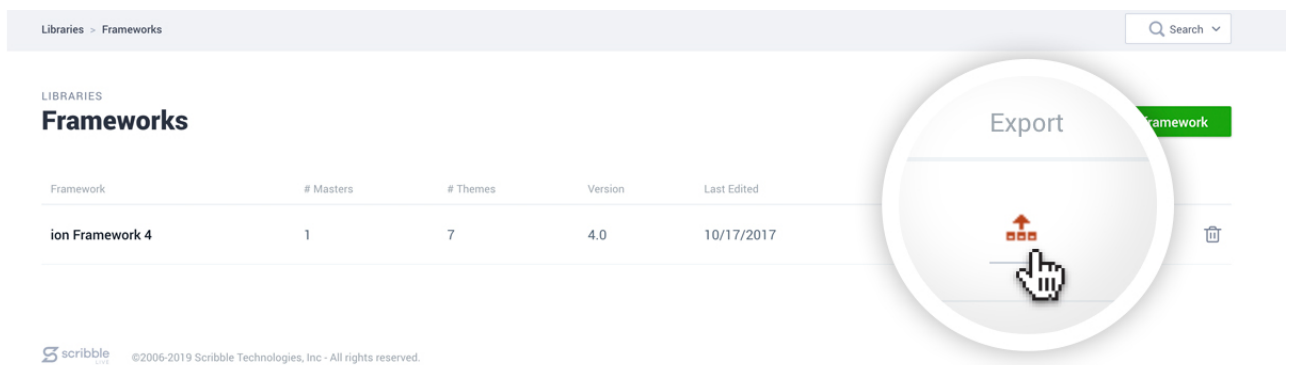 Libraries > Frameworks
Search
LIBRARIES
Frameworks
Export
ramework
Framework # Masters # Themes Version Last Edited
ion Framework 4 1 7 4.0 10/17/2017
scribble
LIVE
©2006-2019 Scribble Technologies, Inc - All rights reserved.